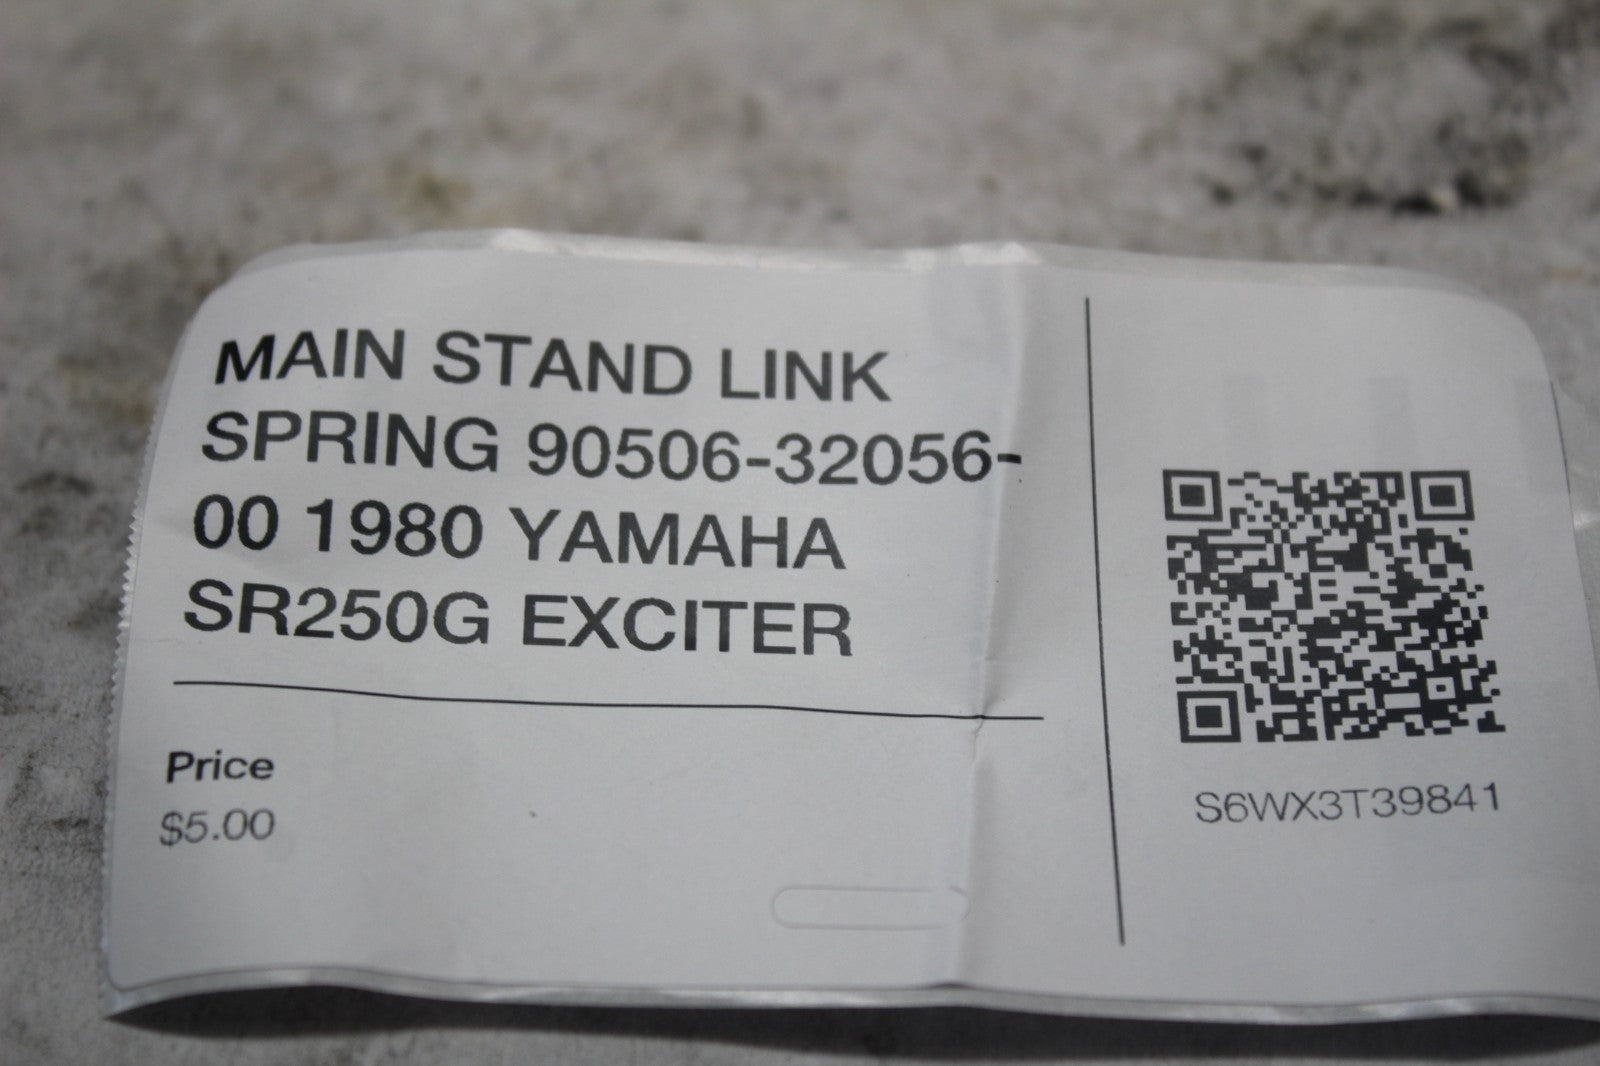 MAIN STAND LINK
SPRING 90506-32056-
00 1980 YAMAHA
SR250G EXCITER
Price
$5.00
S6WX3T39841